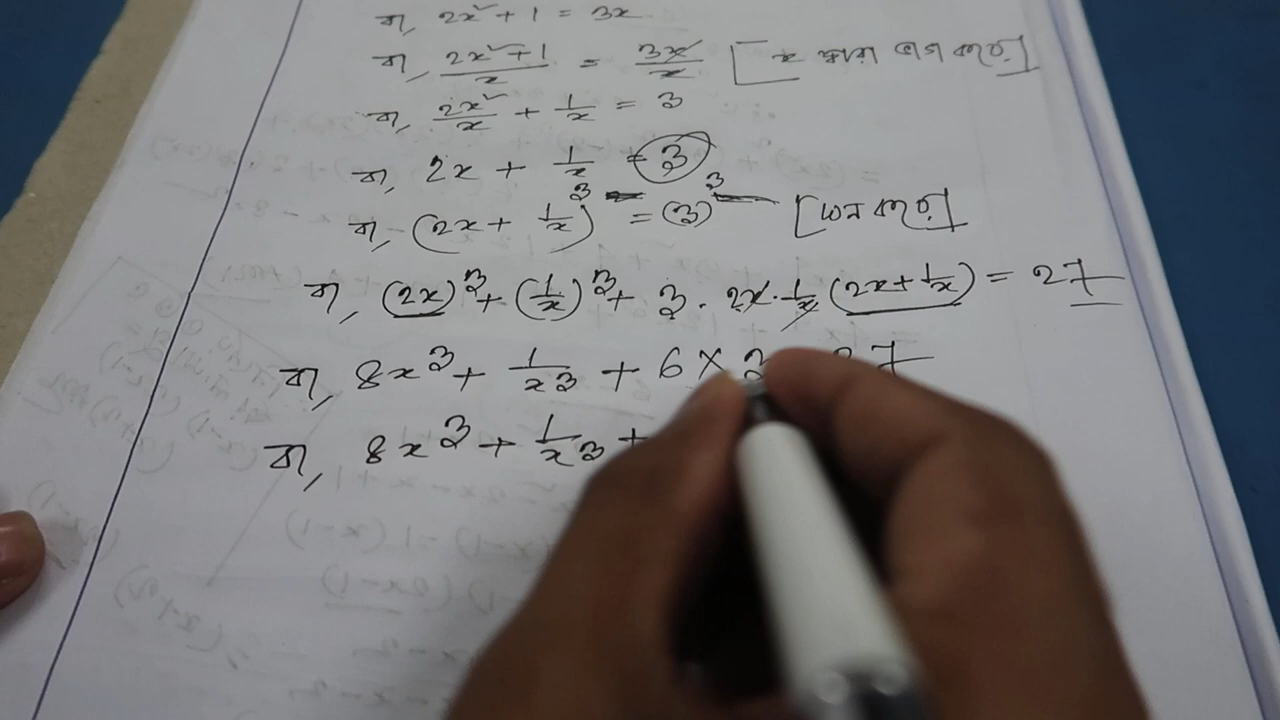 বা, 2x² + 1 = 3x
বা, (2x² + 1)/x = 3x/x [x দ্বারা ভাগ করে]
বা, 2x²/x + 1/x = 3
বা, 2x + 1/x = 3
বা, (2x + 1/x)³ = (3)³ [ঘন করে]
বা, (2x)³ + (1/x)³ + 3 · 2x · 1/x (2x + 1/x) = 27
বা, 8x³ + 1/x³ + 6 × 3 = 27
বা, 8x³ + 1/x³ +